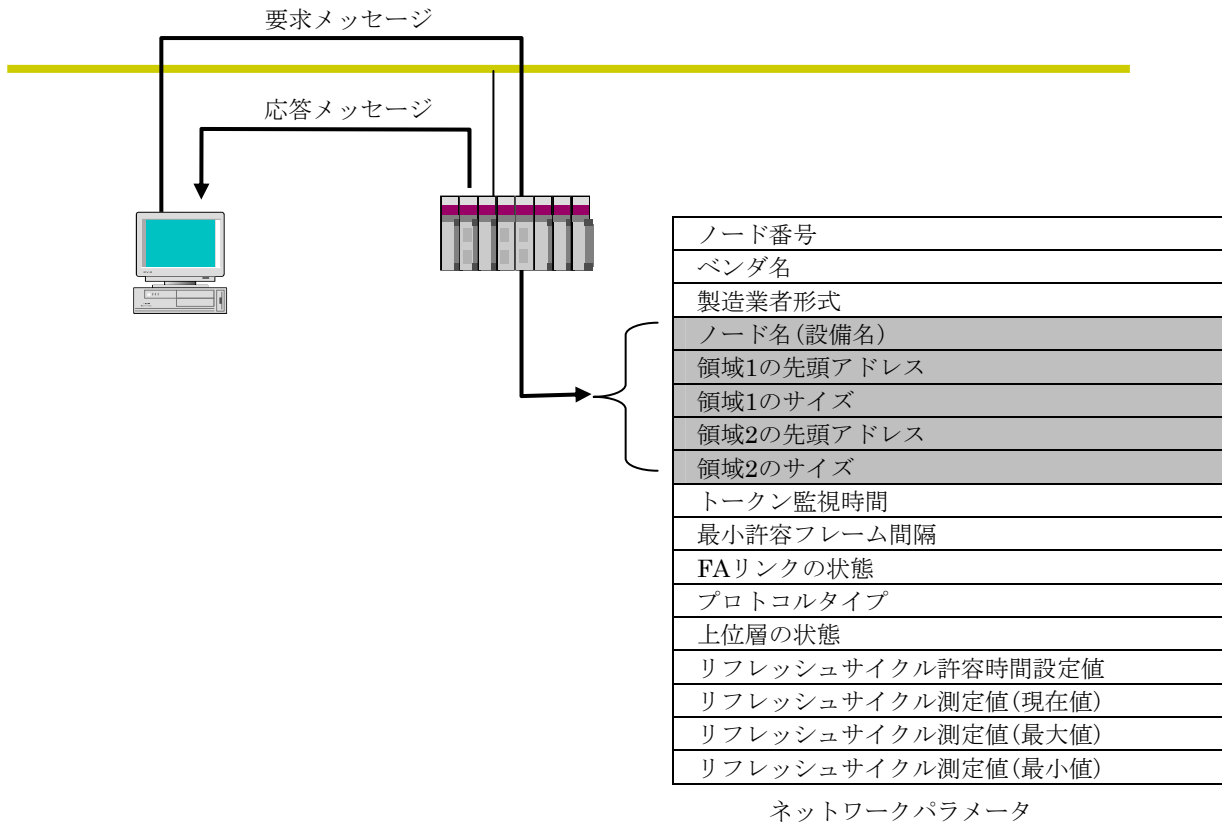 要求メッセージ
応答メッセージ
ノード番号
ベンダ名
製造業者形式
ノード名(設備名)
領域1の先頭アドレス
領域1のサイズ
領域2の先頭アドレス
領域2のサイズ
トークン監視時間
最小許容フレーム間隔
FAリンクの状態
プロトコルタイプ
上位層の状態
リフレッシュサイクル許容時間設定値
リフレッシュサイクル測定値(現在値)
リフレッシュサイクル測定値(最大値)
リフレッシュサイクル測定値(最小値)
ネットワークパラメータ